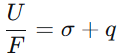 U/F = σ + q